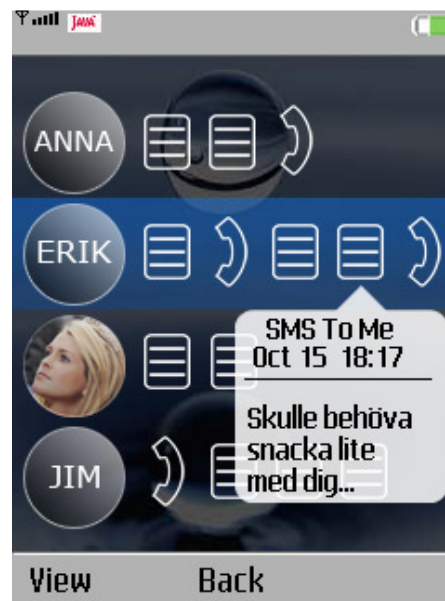 Java
ANNA
ERIK
SMS To Me
Oct 15 18:17
Skulle behöva
snacka lite
med dig...
JIM
View Back